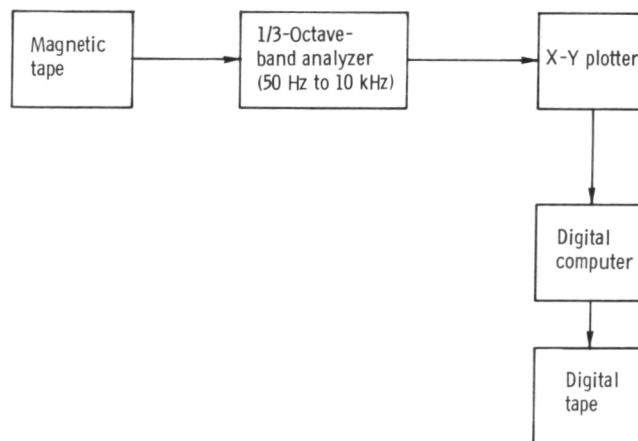 Magnetic
tape
1/3-Octave-
band analyzer
(50 Hz to 10 kHz)
X-Y plotter
Digital
computer
Digital
tape